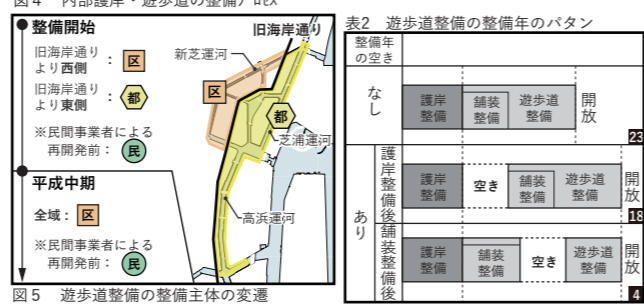 図4 内部護岸・遊歩道の整備プロセス
整備開始
旧海岸通り
より西側 : 区
旧海岸通り
より東側 : 都
※民間事業者による
再開発前 : 民
平成中期
全域 : 区
※民間事業者による
再開発前 : 民
旧海岸通り
新芝運河
区
都
芝浦運河
高浜運河
図5 遊歩道整備の整備主体の変遷
表2 遊歩道整備の整備年のパタン
整備年
の空き
なし
護岸
整備
舗装
整備
遊歩道
整備
開放
23
あり
護岸整備後
護岸
整備
空き
舗装
整備
遊歩道
整備
開放
18
舗装整備後
護岸
整備
舗装
整備
空き
遊歩道
整備
開放
4